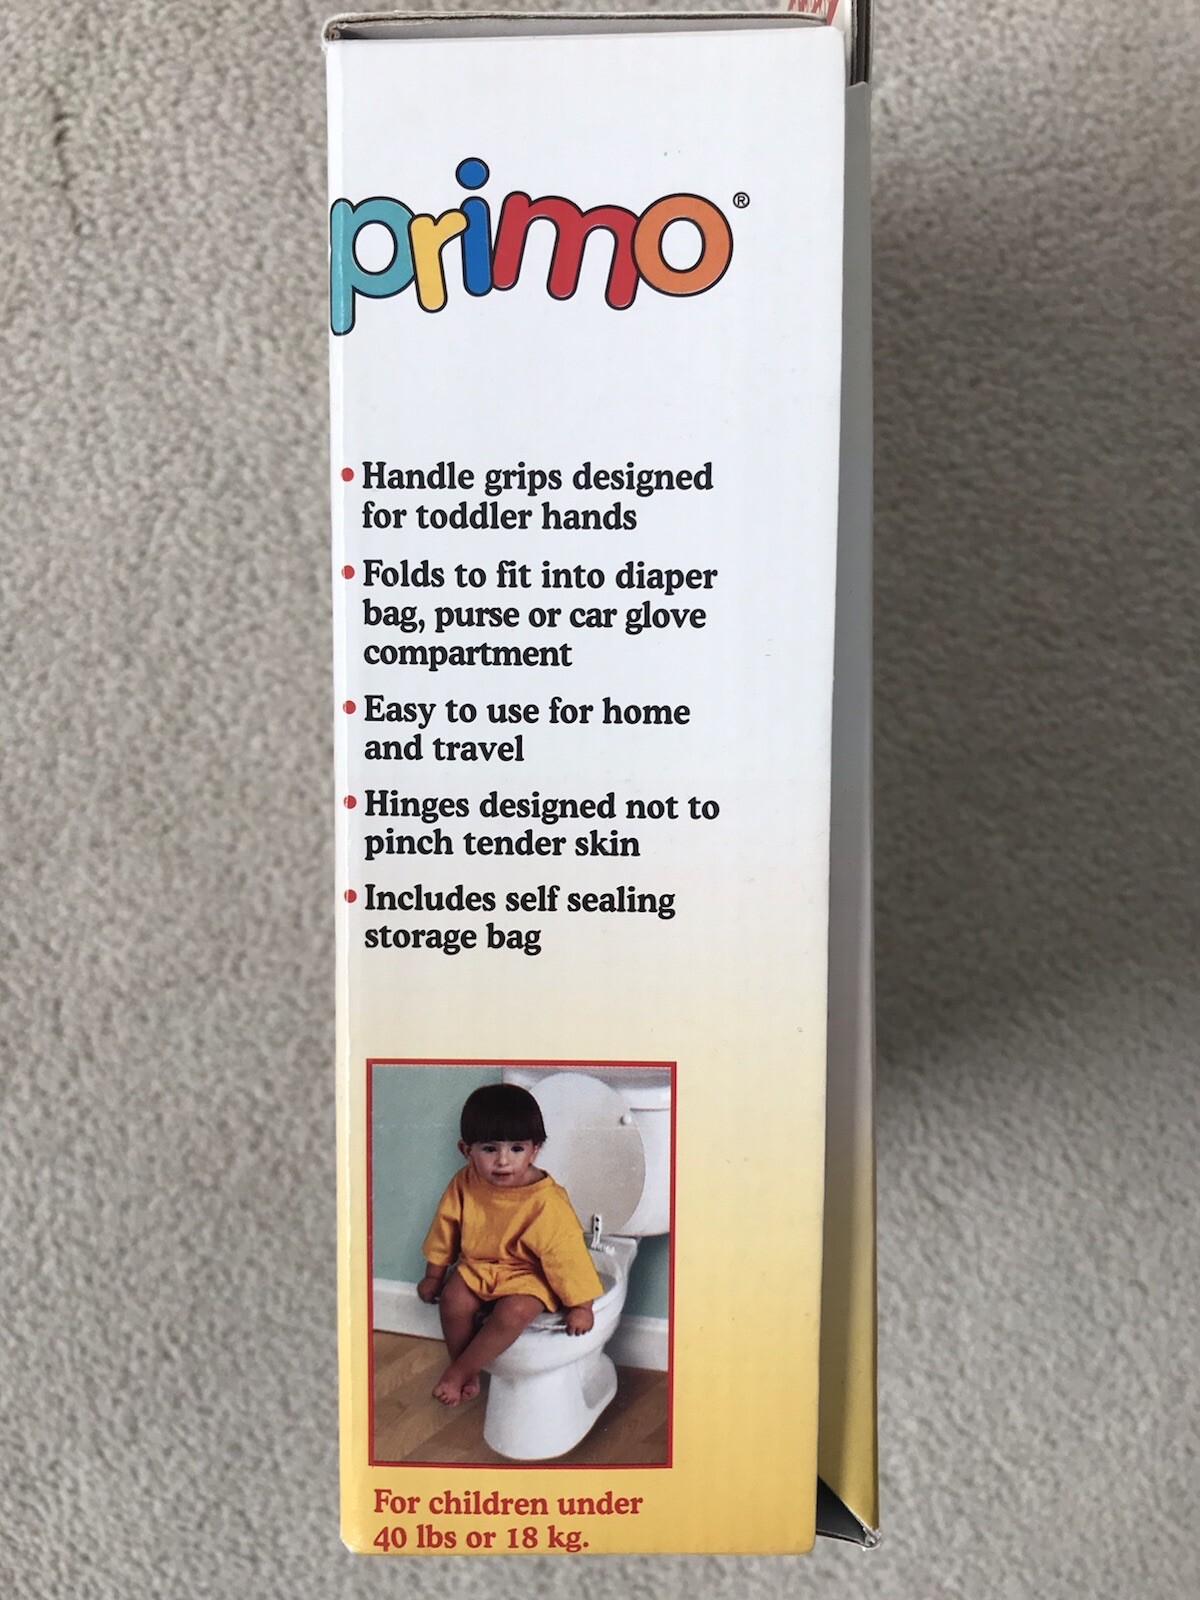 primo®
• Handle grips designed
for toddler hands
• Folds to fit into diaper
bag, purse or car glove
compartment
• Easy to use for home
and travel
• Hinges designed not to
pinch tender skin
• Includes self sealing
storage bag
For children under
40 lbs or 18 kg.